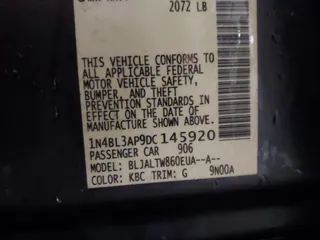 2072 LB
THIS VEHICLE CONFORMS TO
ALL APPLICABLE FEDERAL
MOTOR VEHICLE SAFETY,
BUMPER, AND THEFT
PREVENTION STANDARDS IN
EFFECT ON THE DATE OF
MANUFACTURE SHOWN ABOVE.
1N4BL3AP9DC145920
PASSENGER CAR 906
MODEL: BLJALTW860EUA--A--
COLOR: KBC TRIM: G 9N00A